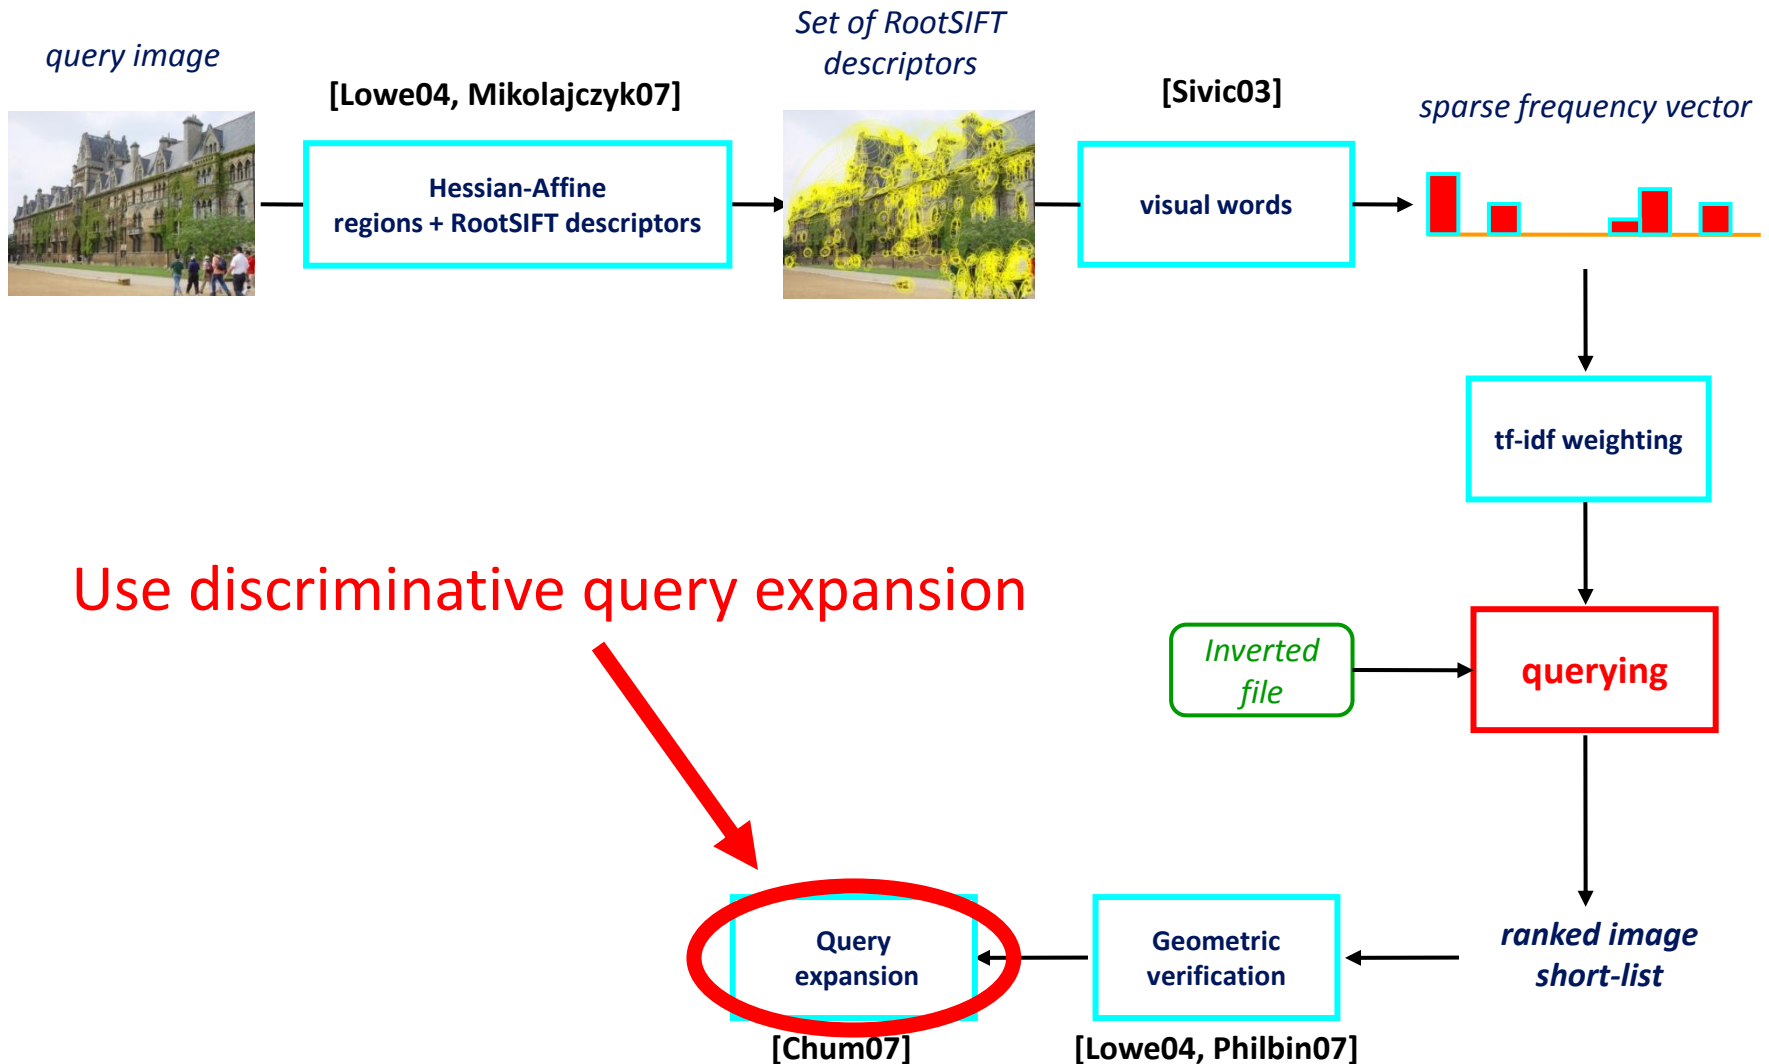 query image
[Lowe04, Mikolajczyk07]
Set of RootSIFT
descriptors
[Sivic03]
sparse frequency vector
Hessian-Affine
regions + RootSIFT descriptors
visual words
tf-idf weighting
Use discriminative query expansion
Inverted
file
querying
Query
expansion
Geometric
verification
ranked image
short-list
[Chum07]
[Lowe04, Philbin07]